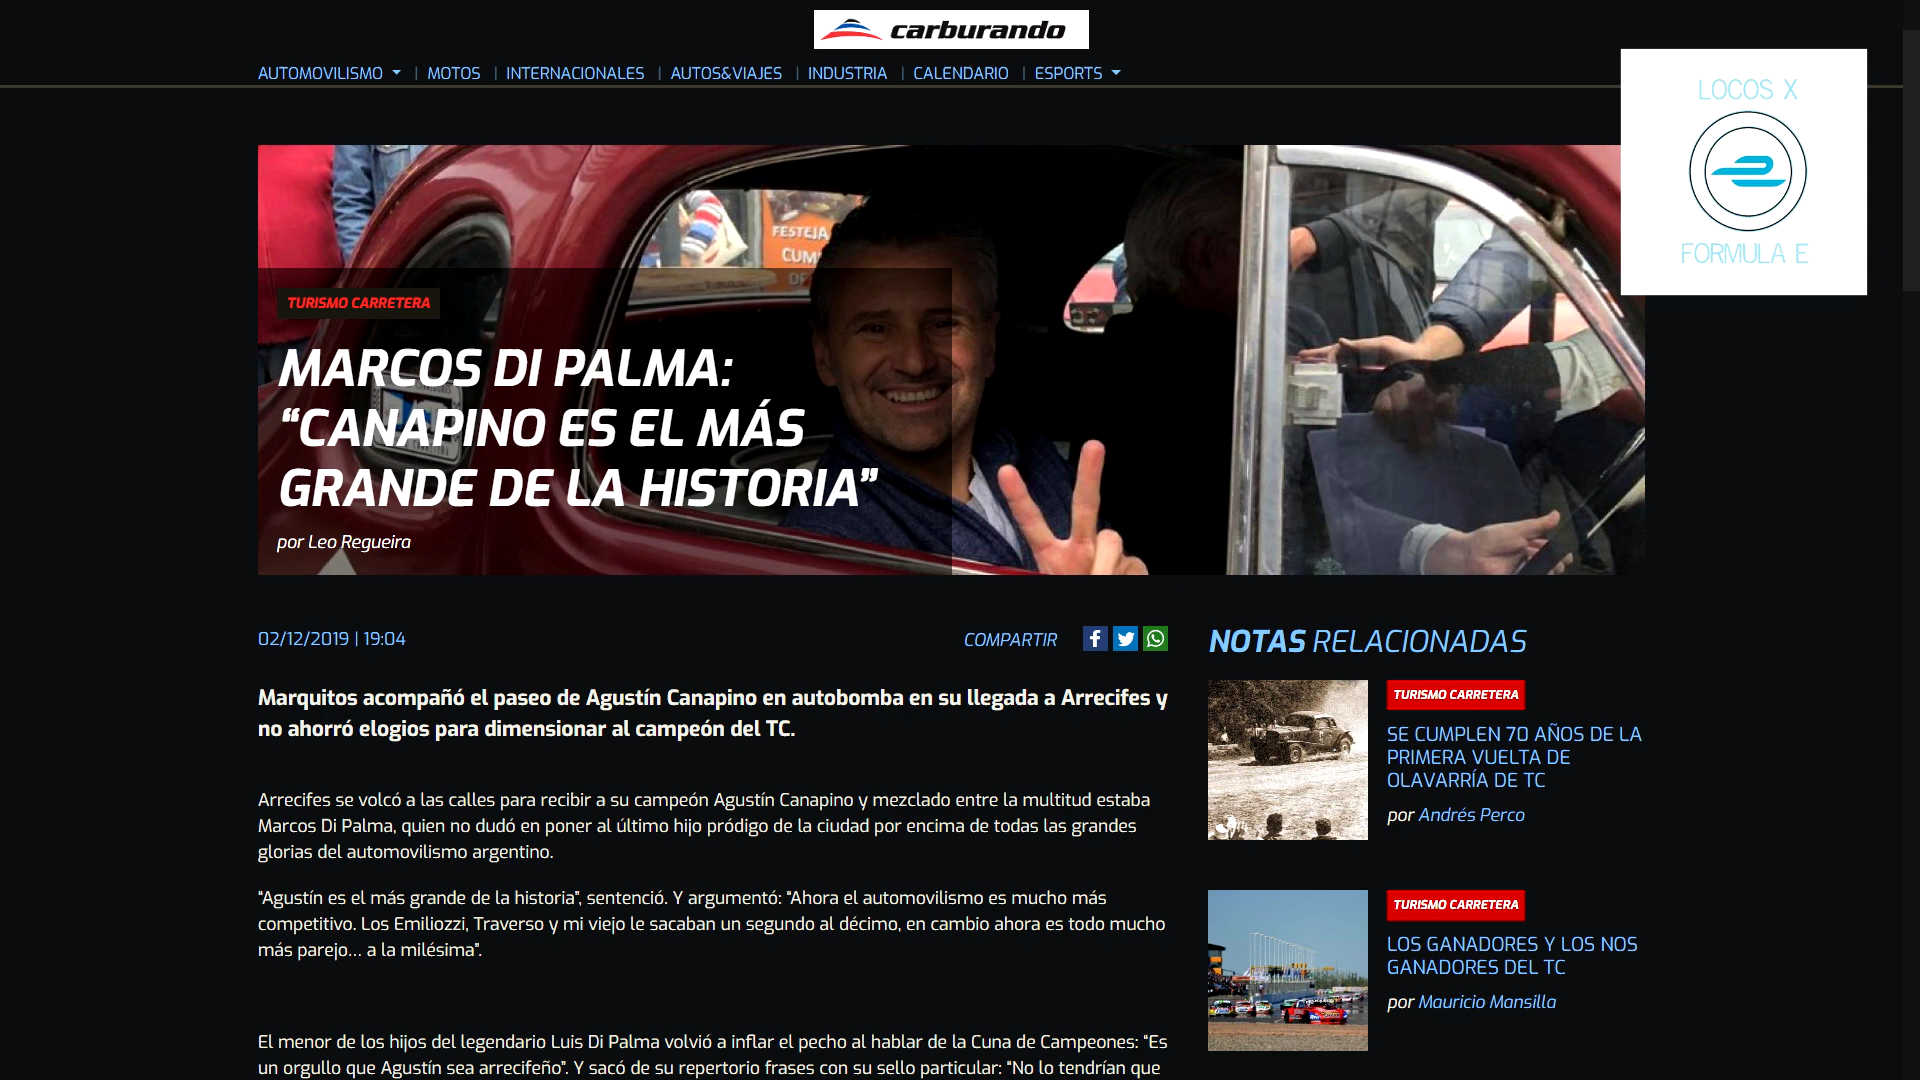 carburando
AUTOMOVILISMO
MOTOS
INTERNACIONALES
AUTOS&VIAJES
INDUSTRIA
CALENDARIO
ESPORTS
LOCOS X
FORMULA E
FESTEJA
CUM
TURISMO CARRETERA
MARCOS DI PALMA:
“CANAPINO ES EL MÁS
GRANDE DE LA HISTORIA”
por Leo Regueira
02/12/2019 | 19:04
COMPARTIR
Marquitos acompañó el paseo de Agustín Canapino en autobomba en su llegada a Arrecifes y
no ahorró elogios para dimensionar al campeón del TC.
Arrecifes se volcó a las calles para recibir a su campeón Agustín Canapino y mezclado entre la multitud estaba
Marcos Di Palma, quien no dudó en poner al último hijo pródigo de la ciudad por encima de todas las grandes
glorias del automovilismo argentino.
“Agustín es el más grande de la historia”, sentenció. Y argumentó: “Ahora el automovilismo es mucho más
competitivo. Los Emiliozzi, Traverso y mi viejo le sacaban un segundo al décimo, en cambio ahora es todo mucho
más parejo… a la milésima”.
El menor de los hijos del legendario Luis Di Palma volvió a inflar el pecho al hablar de la Cuna de Campeones: “Es
un orgullo que Agustín sea arrecifeño”. Y sacó de su repertorio frases con su sello particular: “No lo tendrían que
NOTAS RELACIONADAS
TURISMO CARRETERA
SE CUMPLEN 70 AÑOS DE LA
PRIMERA VUELTA DE
OLAVARRÍA DE TC
por Andrés Perco
TURISMO CARRETERA
LOS GANADORES Y LOS NOS
GANADORES DEL TC
por Mauricio Mansilla